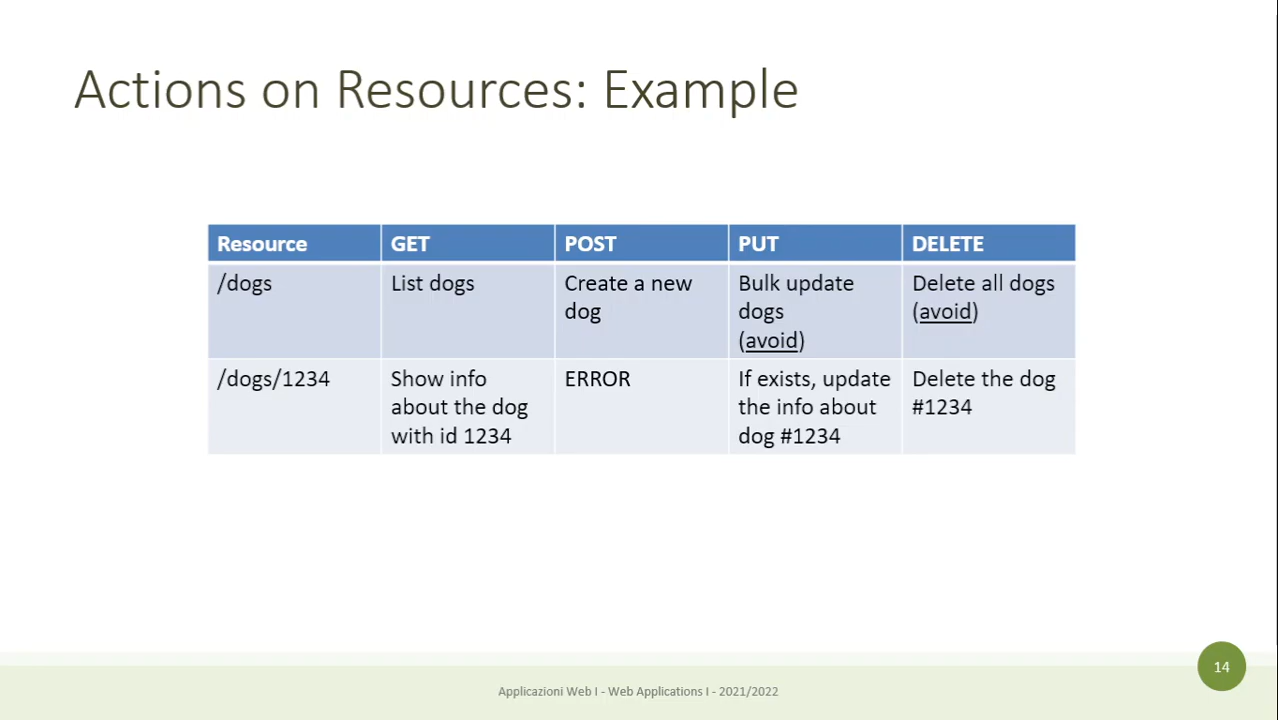 Actions on Resources: Example
Resource GET POST PUT DELETE
/dogs List dogs Create a new Bulk update Delete all dogs
dog dogs (avoid)
(avoid)
/dogs/1234 Show info ERROR If exists, update Delete the dog
about the dog the info about #1234
with id 1234 dog #1234
14
Applicazioni Web I - Web Applications I - 2021/2022